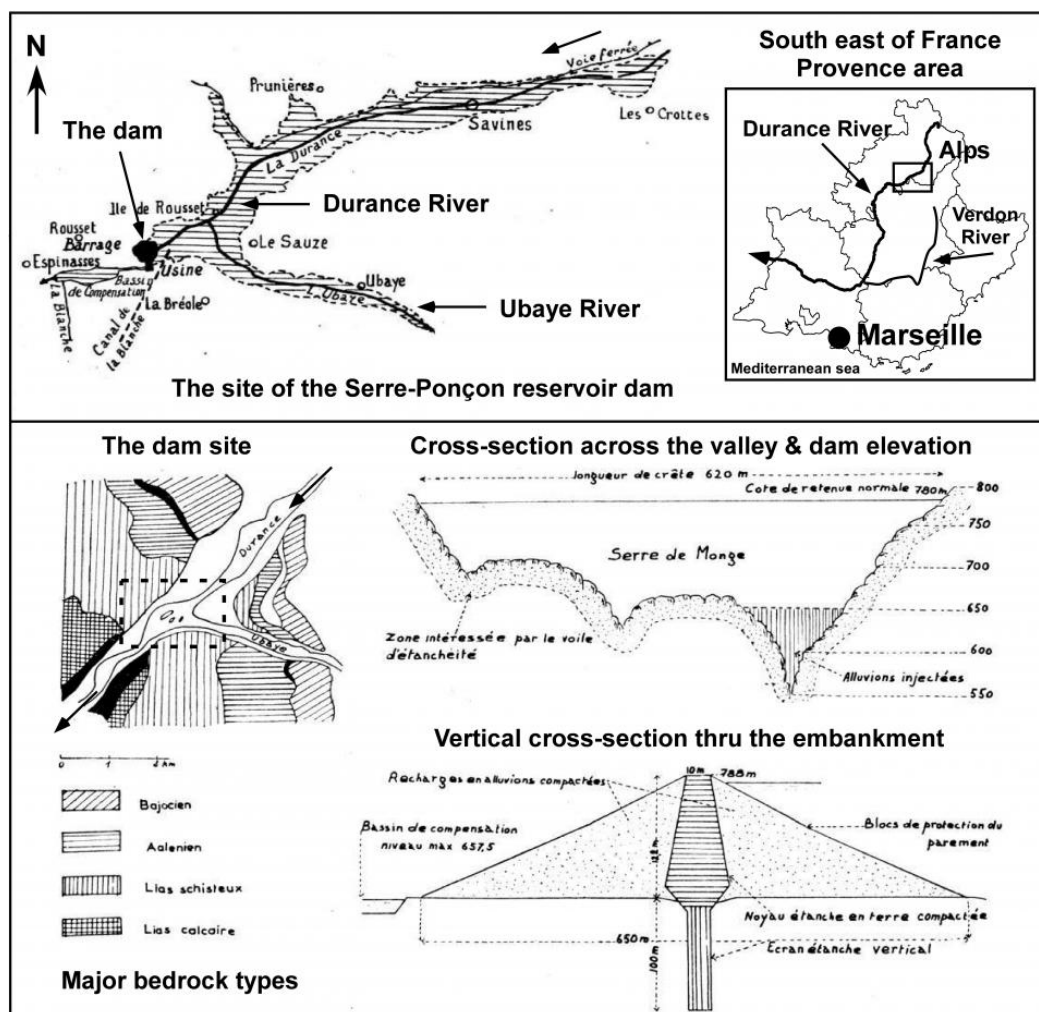 N
The dam
Prunières
Voie ferrée
Savines
Les Crottes
La Durance
Ile de Rousset
Durance River
Rousset
Barrage
Espinasses
Usine
Le Sauze
Bassin
de Compensation
La Bréole
Ubaye
L'Ubaye
Ubaye River
La Blanche
Canal de
la Blanche
The site of the Serre-Ponçon reservoir dam
South east of France
Provence area
Durance River
Alps
Verdon
River
Marseille
Mediterranean sea
The dam site
Durance
Ubaye
0 1 2 km
Bajocien
Aalenien
Lias schisteux
Lias calcaire
Major bedrock types
Cross-section across the valley & dam elevation
longueur de crête 620 m
Cote de retenue normale 780m
800
750
700
650
600
550
Serre de Monge
Zone intéressée par le voile
d'étanchéité
Alluvions injectées
Vertical cross-section thru the embankment
10 m
788 m
Recharges en alluvions compactées
Bassin de compensation
niveau max 657,5
Blocs de protection du
parement
Noyau étanche en terre compactée
650m
100m
Ecran étanche vertical